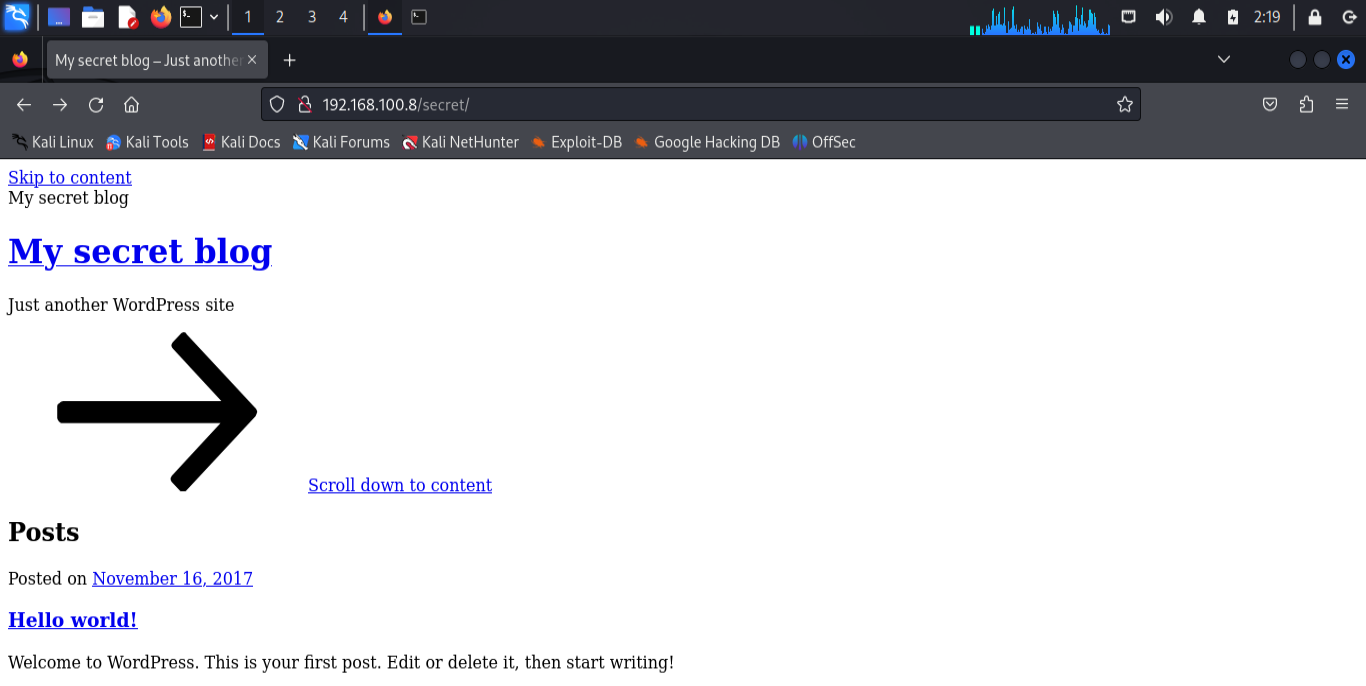 1 2 3 4 2:19
My secret blog – Just another
192.168.100.8/secret/
Kali Linux Kali Tools Kali Docs Kali Forums Kali NetHunter Exploit-DB Google Hacking DB OffSec
Skip to content
My secret blog
My secret blog
Just another WordPress site
Scroll down to content
Posts
Posted on November 16, 2017
Hello world!
Welcome to WordPress. This is your first post. Edit or delete it, then start writing!